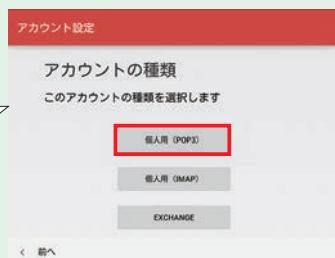 アカウント設定
アカウントの種類
このアカウントの種類を選択します
個人用（POP3）
個人用（IMAP）
EXCHANGE
< 前へ